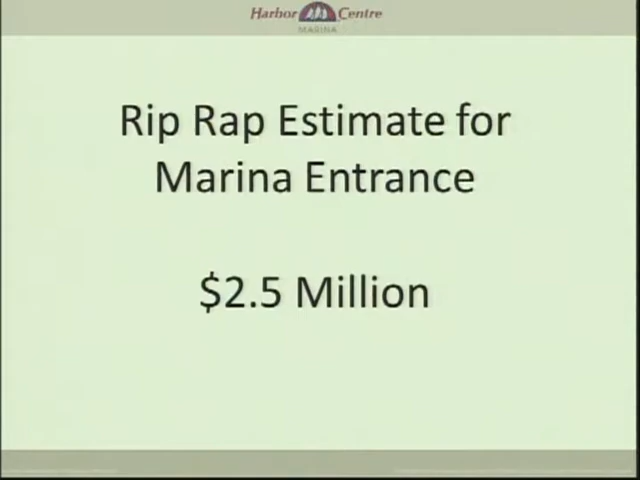 Harbor Centre
MARINA
Rip Rap Estimate for
Marina Entrance
$2.5 Million